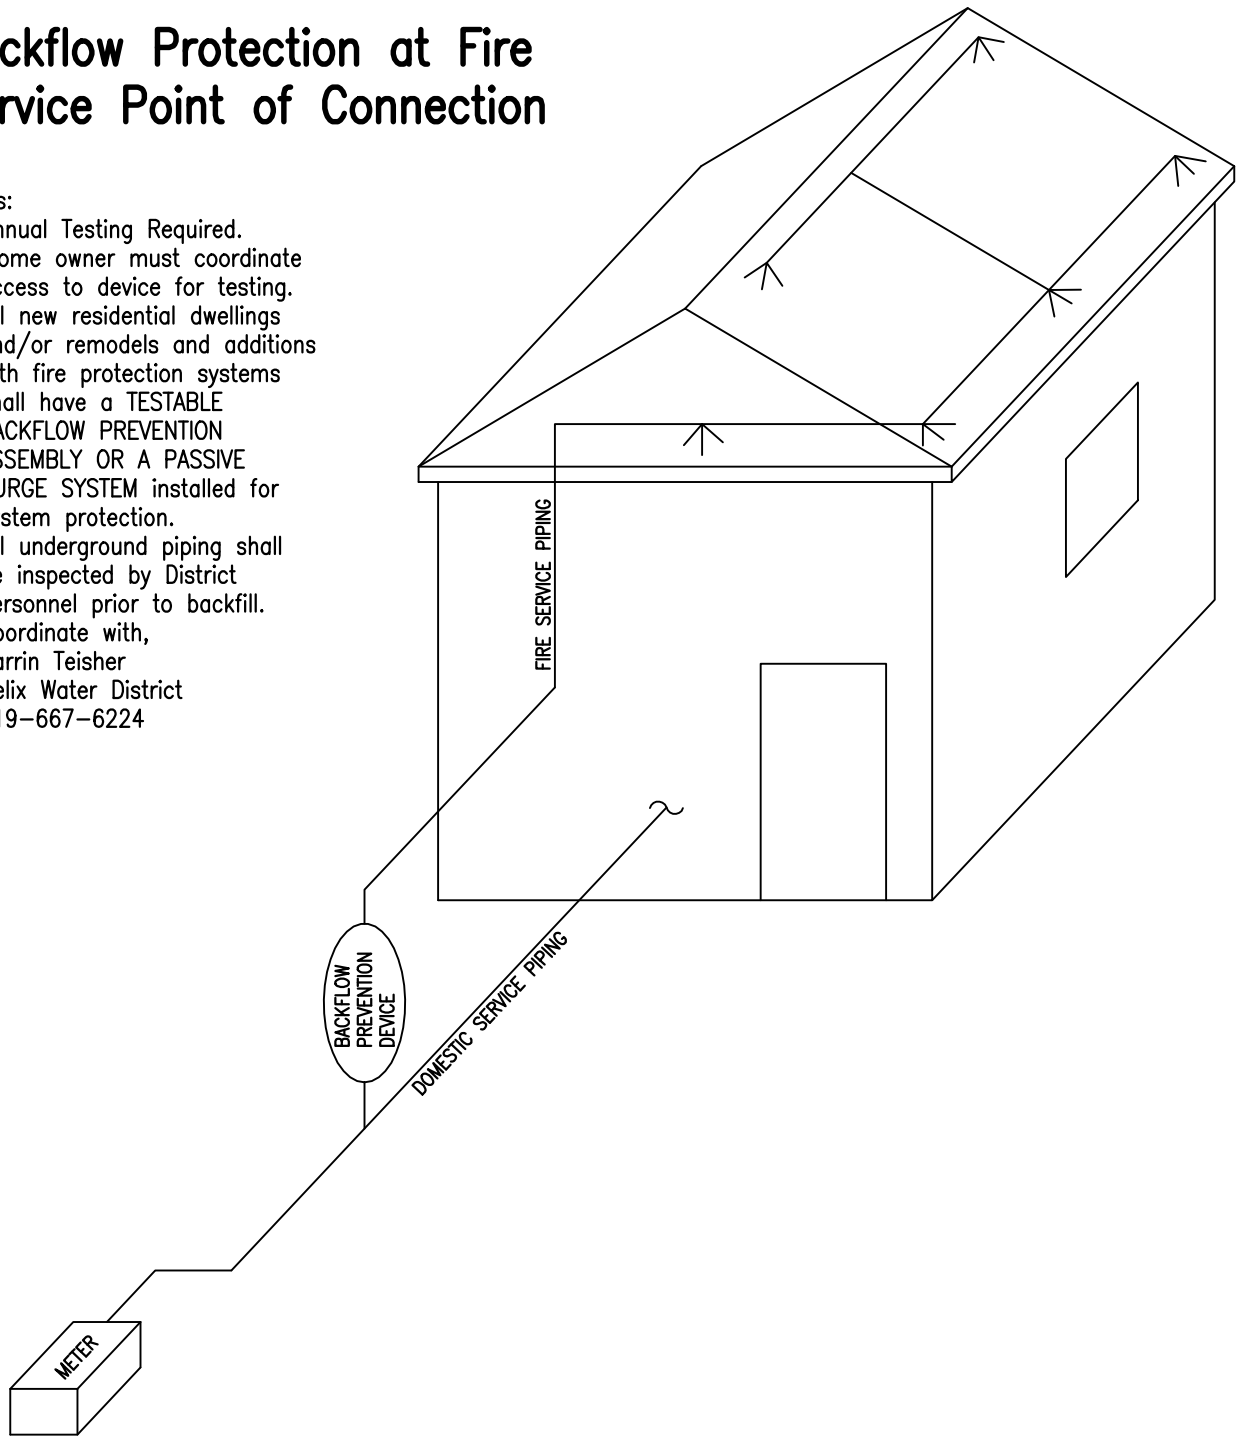 ckflow Protection at Fire
rvice Point of Connection
s:
nnual Testing Required.
ome owner must coordinate
ccess to device for testing.
l new residential dwellings
nd/or remodels and additions
th fire protection systems
hall have a TESTABLE
ACKFLOW PREVENTION
SSEMBLY OR A PASSIVE
URGE SYSTEM installed for
stem protection.
l underground piping shall
e inspected by District
ersonnel prior to backfill.
oordinate with,
arrin Teisher
elix Water District
19-667-6224
FIRE SERVICE PIPING
BACKFLOW
PREVENTION
DEVICE
DOMESTIC SERVICE PIPING
METER